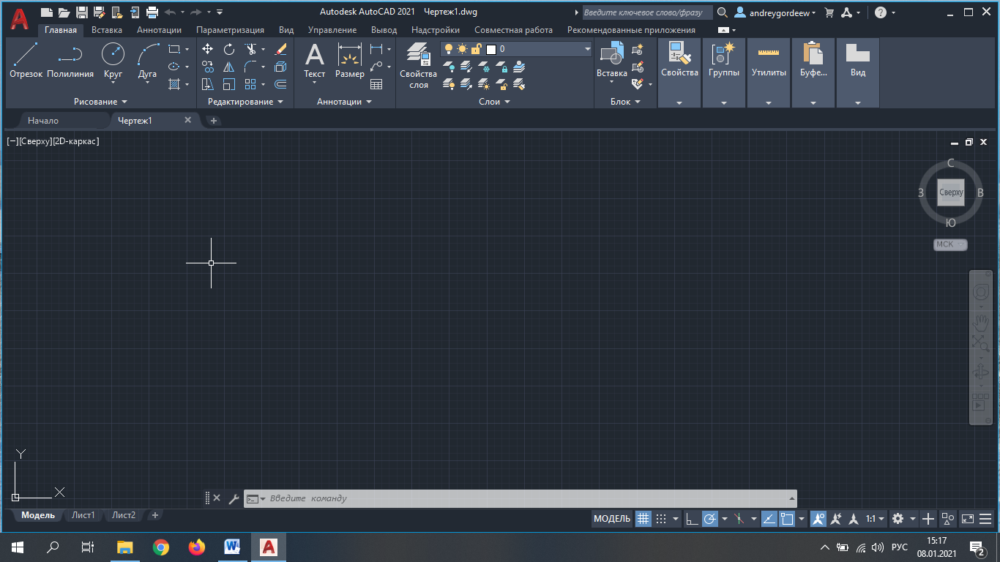 Autodesk AutoCAD 2021 Чертеж1.dwg
Введите ключевое слово/фразу
andreygordeew
Главная Вставка Аннотации Параметризация Вид Управление Вывод Надстройки Совместная работа Рекомендованные приложения
Отрезок Полилиния Круг Дуга
Рисование
Редактирование
Текст Размер
Аннотации
Свойства слоя
0
Слои
Вставка
Блок
Свойства Группы Утилиты Буфе... Вид
Начало Чертеж1
[−][Сверху][2D-каркас]
С
З Сверху В
Ю
МСК
Y
X
Введите команду
Модель Лист1 Лист2
МОДЕЛЬ
1:1
РУС
15:17
08.01.2021
2